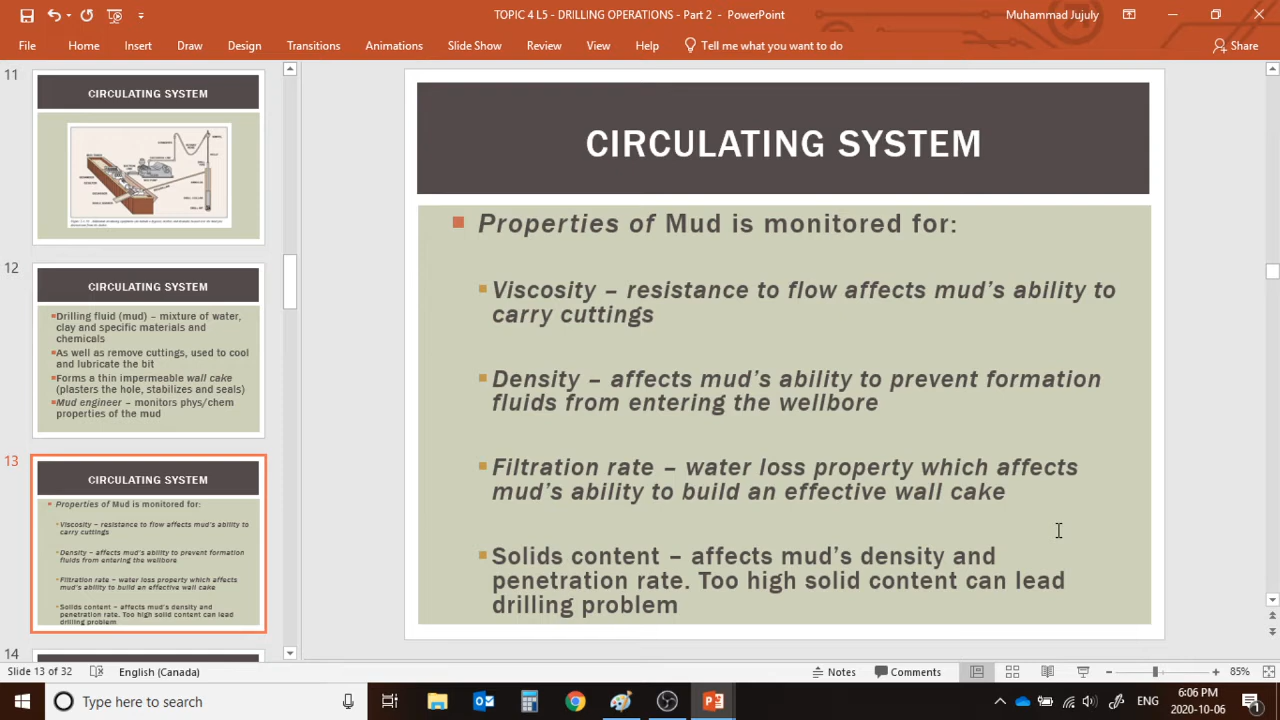 TOPIC 4 L5 - DRILLING OPERATIONS - Part 2 - PowerPoint
Muhammad Jujuly
File
Home
Insert
Draw
Design
Transitions
Animations
Slide Show
Review
View
Help
Tell me what you want to do
Share
11
CIRCULATING SYSTEM
12
CIRCULATING SYSTEM
Drilling fluid (mud) – mixture of water,
clay and specific materials and
chemicals
As well as remove cuttings, used to cool
and lubricate the bit
Forms a thin impermeable wall cake
(plasters the hole, stabilizes and seals)
Mud engineer – monitors phys/chem
properties of the mud
13
CIRCULATING SYSTEM
Properties of Mud is monitored for:
Viscosity – resistance to flow affects mud's ability to
carry cuttings
Density – affects mud's ability to prevent formation
fluids from entering the wellbore
Filtration rate – water loss property which affects
mud's ability to build an effective wall cake
Solids content – affects mud's density and
penetration rate. Too high solid content can lead
drilling problem
14
CIRCULATING SYSTEM
Properties of Mud is monitored for:
Viscosity – resistance to flow affects mud's ability to
carry cuttings
Density – affects mud's ability to prevent formation
fluids from entering the wellbore
Filtration rate – water loss property which affects
mud's ability to build an effective wall cake
Solids content – affects mud's density and
penetration rate. Too high solid content can lead
drilling problem
Slide 13 of 32
English (Canada)
Notes
Comments
85%
Type here to search
ENG
6:06 PM
2020-10-06